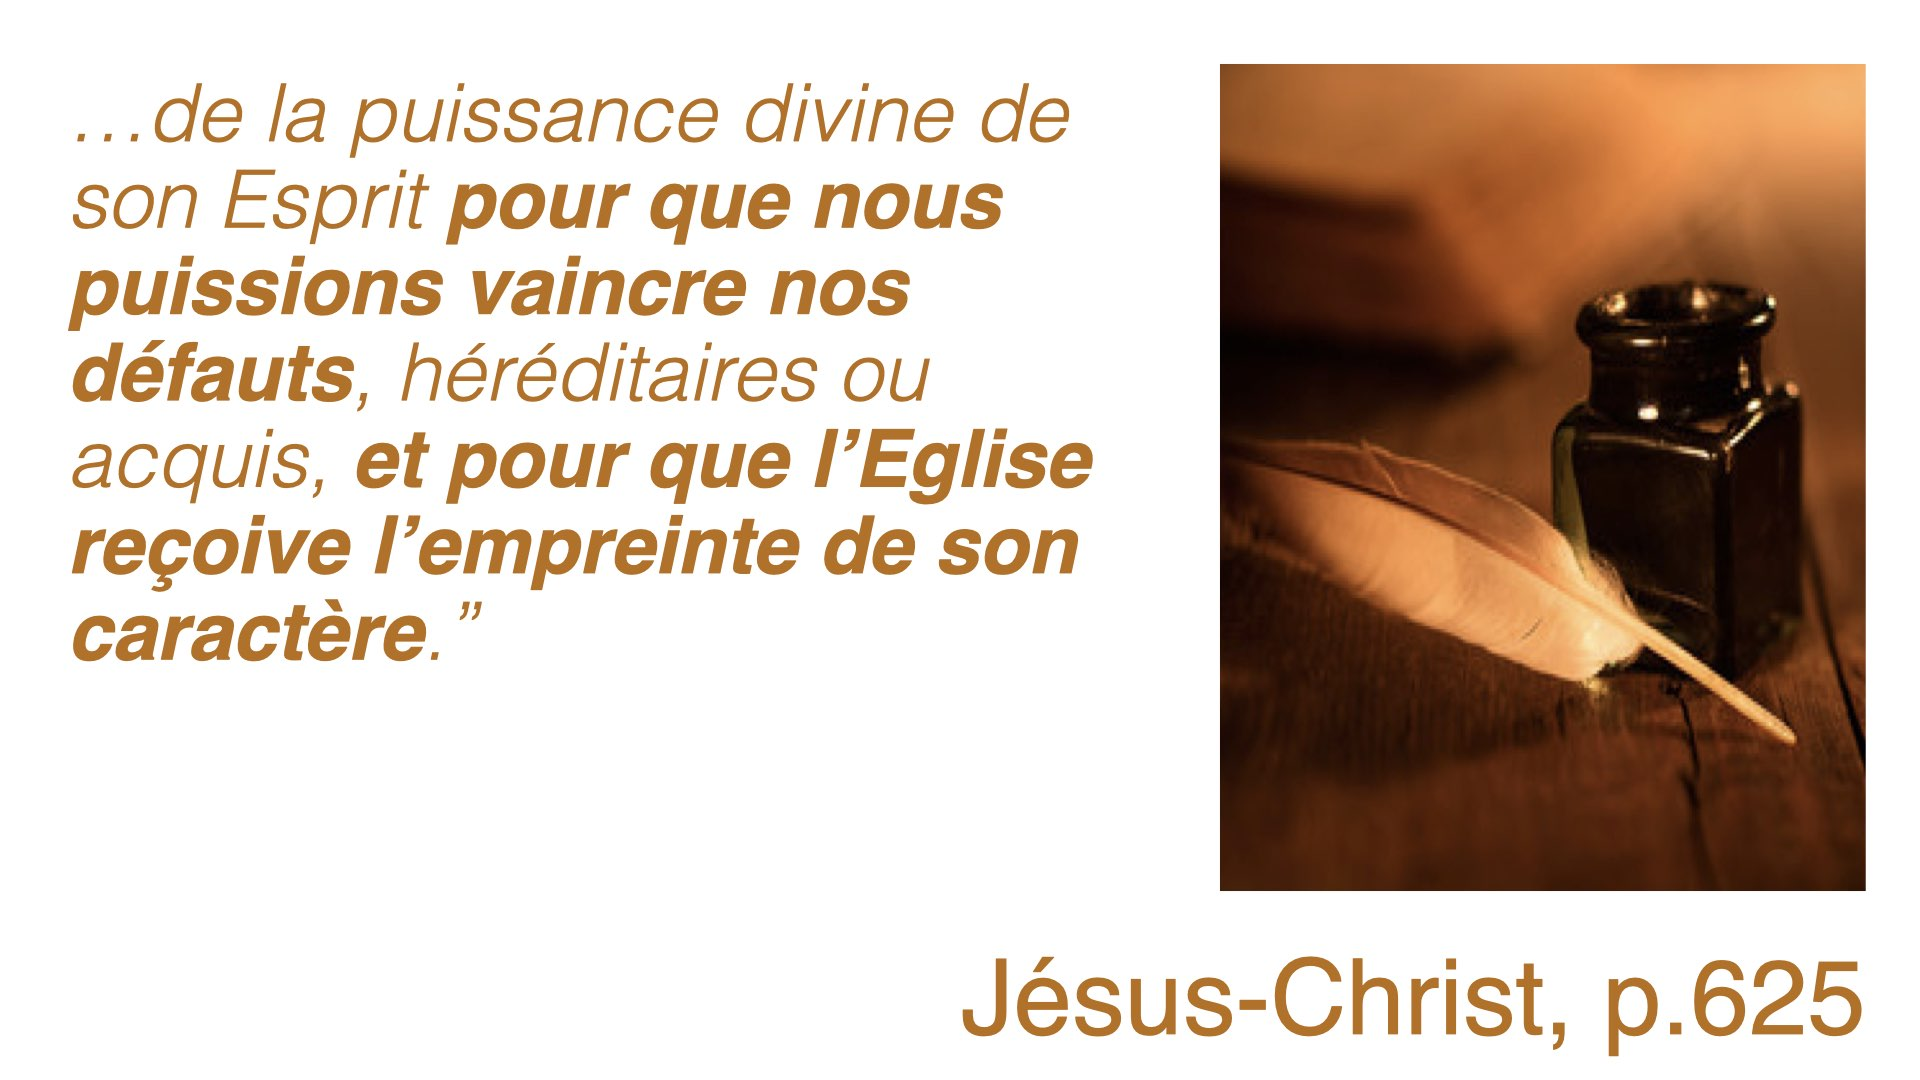 …de la puissance divine de
son Esprit pour que nous
puissions vaincre nos
défauts, héréditaires ou
acquis, et pour que l’Eglise
reçoive l’empreinte de son
caractère.”
Jésus-Christ, p.625